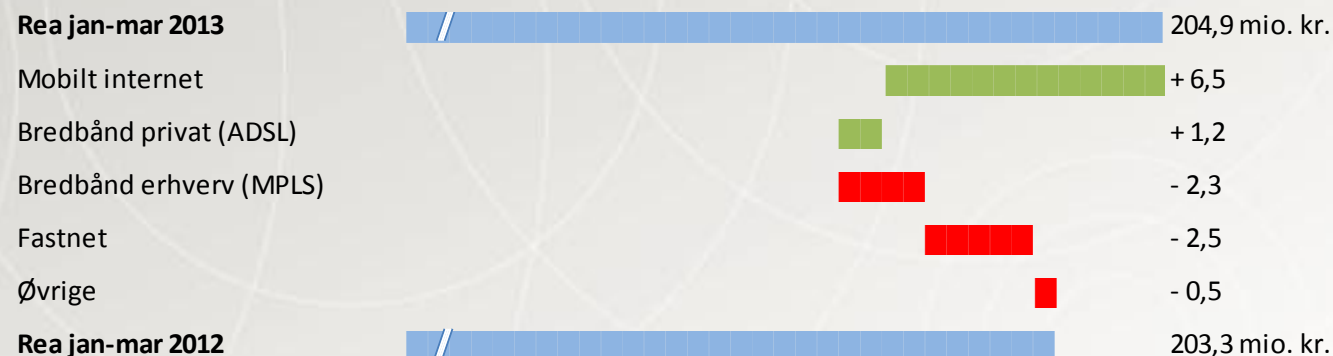 Rea jan-mar 2013 204,9 mio. kr.
Mobilt internet + 6,5
Bredbånd privat (ADSL) + 1,2
Bredbånd erhverv (MPLS) - 2,3
Fastnet - 2,5
Øvrige - 0,5
Rea jan-mar 2012 203,3 mio. kr.